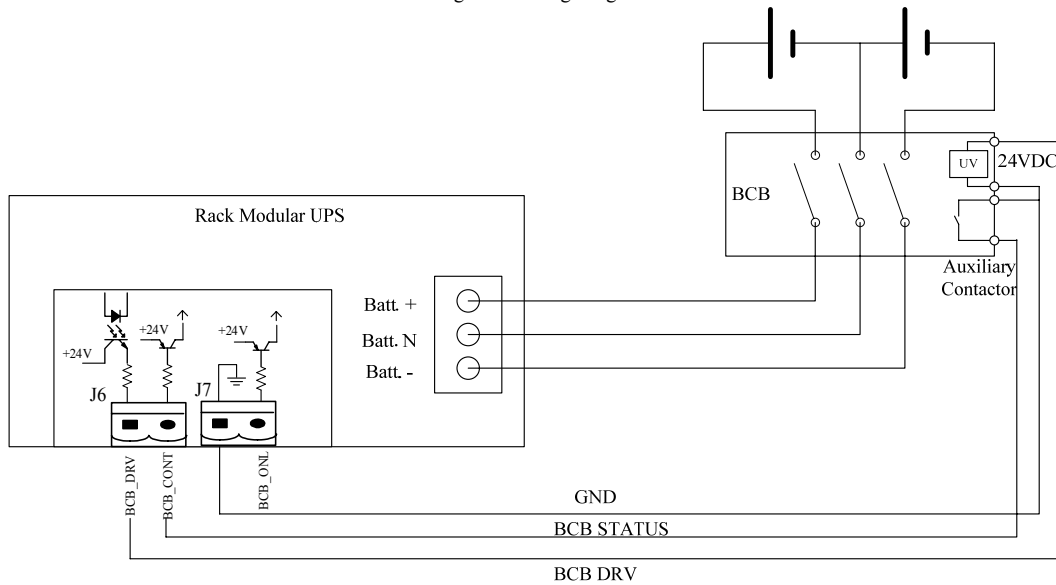 Rack Modular UPS
+24V
+24V
+24V
J6
J7
BCB_DRV
BCB_CONT
BCB_ONL
Batt. +
Batt. N
Batt. -
BCB
UV
24VDC
Auxiliary
Contactor
GND
BCB STATUS
BCB DRV